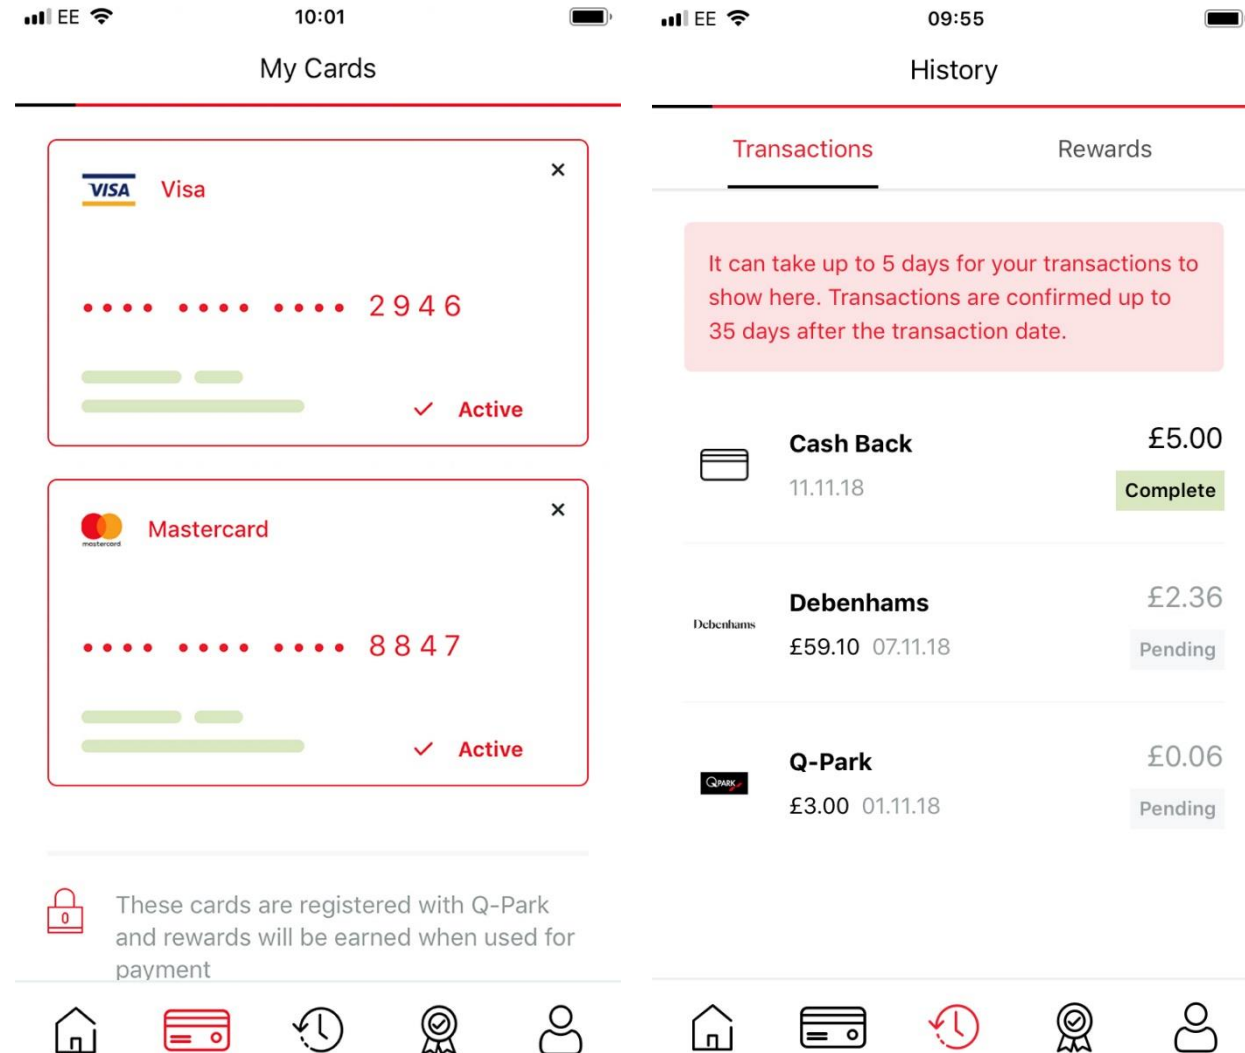 EE 10:01
My Cards
VISA Visa
•••• •••• •••• 2946
Active
mastercard Mastercard
•••• •••• •••• 8847
Active
These cards are registered with Q-Park
and rewards will be earned when used for
payment
EE 09:55
History
Transactions Rewards
It can take up to 5 days for your transactions to
show here. Transactions are confirmed up to
35 days after the transaction date.
Cash Back £5.00
11.11.18 Complete
Debenhams Debenhams £2.36
£59.10 07.11.18 Pending
Q-Park £0.06
QPARK
£3.00 01.11.18 Pending